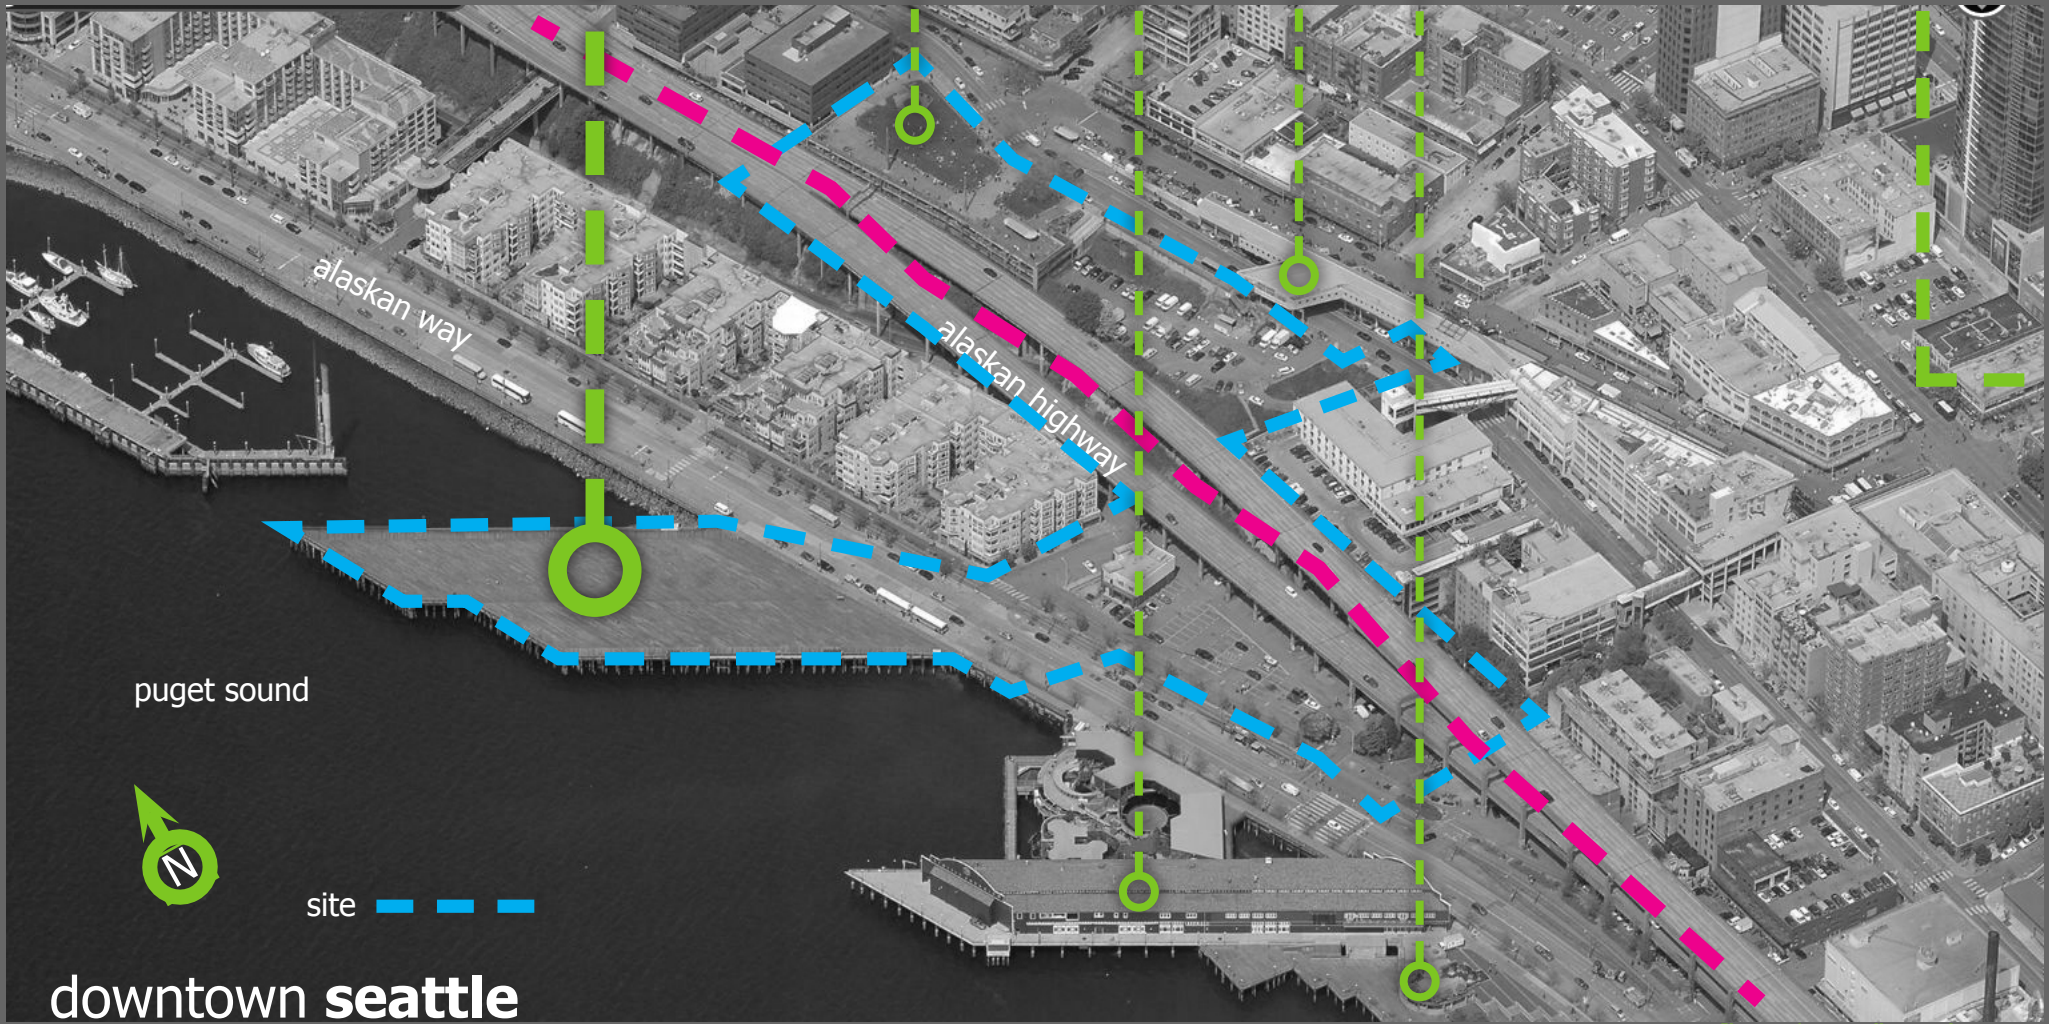 alaskan way
alaskan highway
puget sound
N
site
downtown seattle